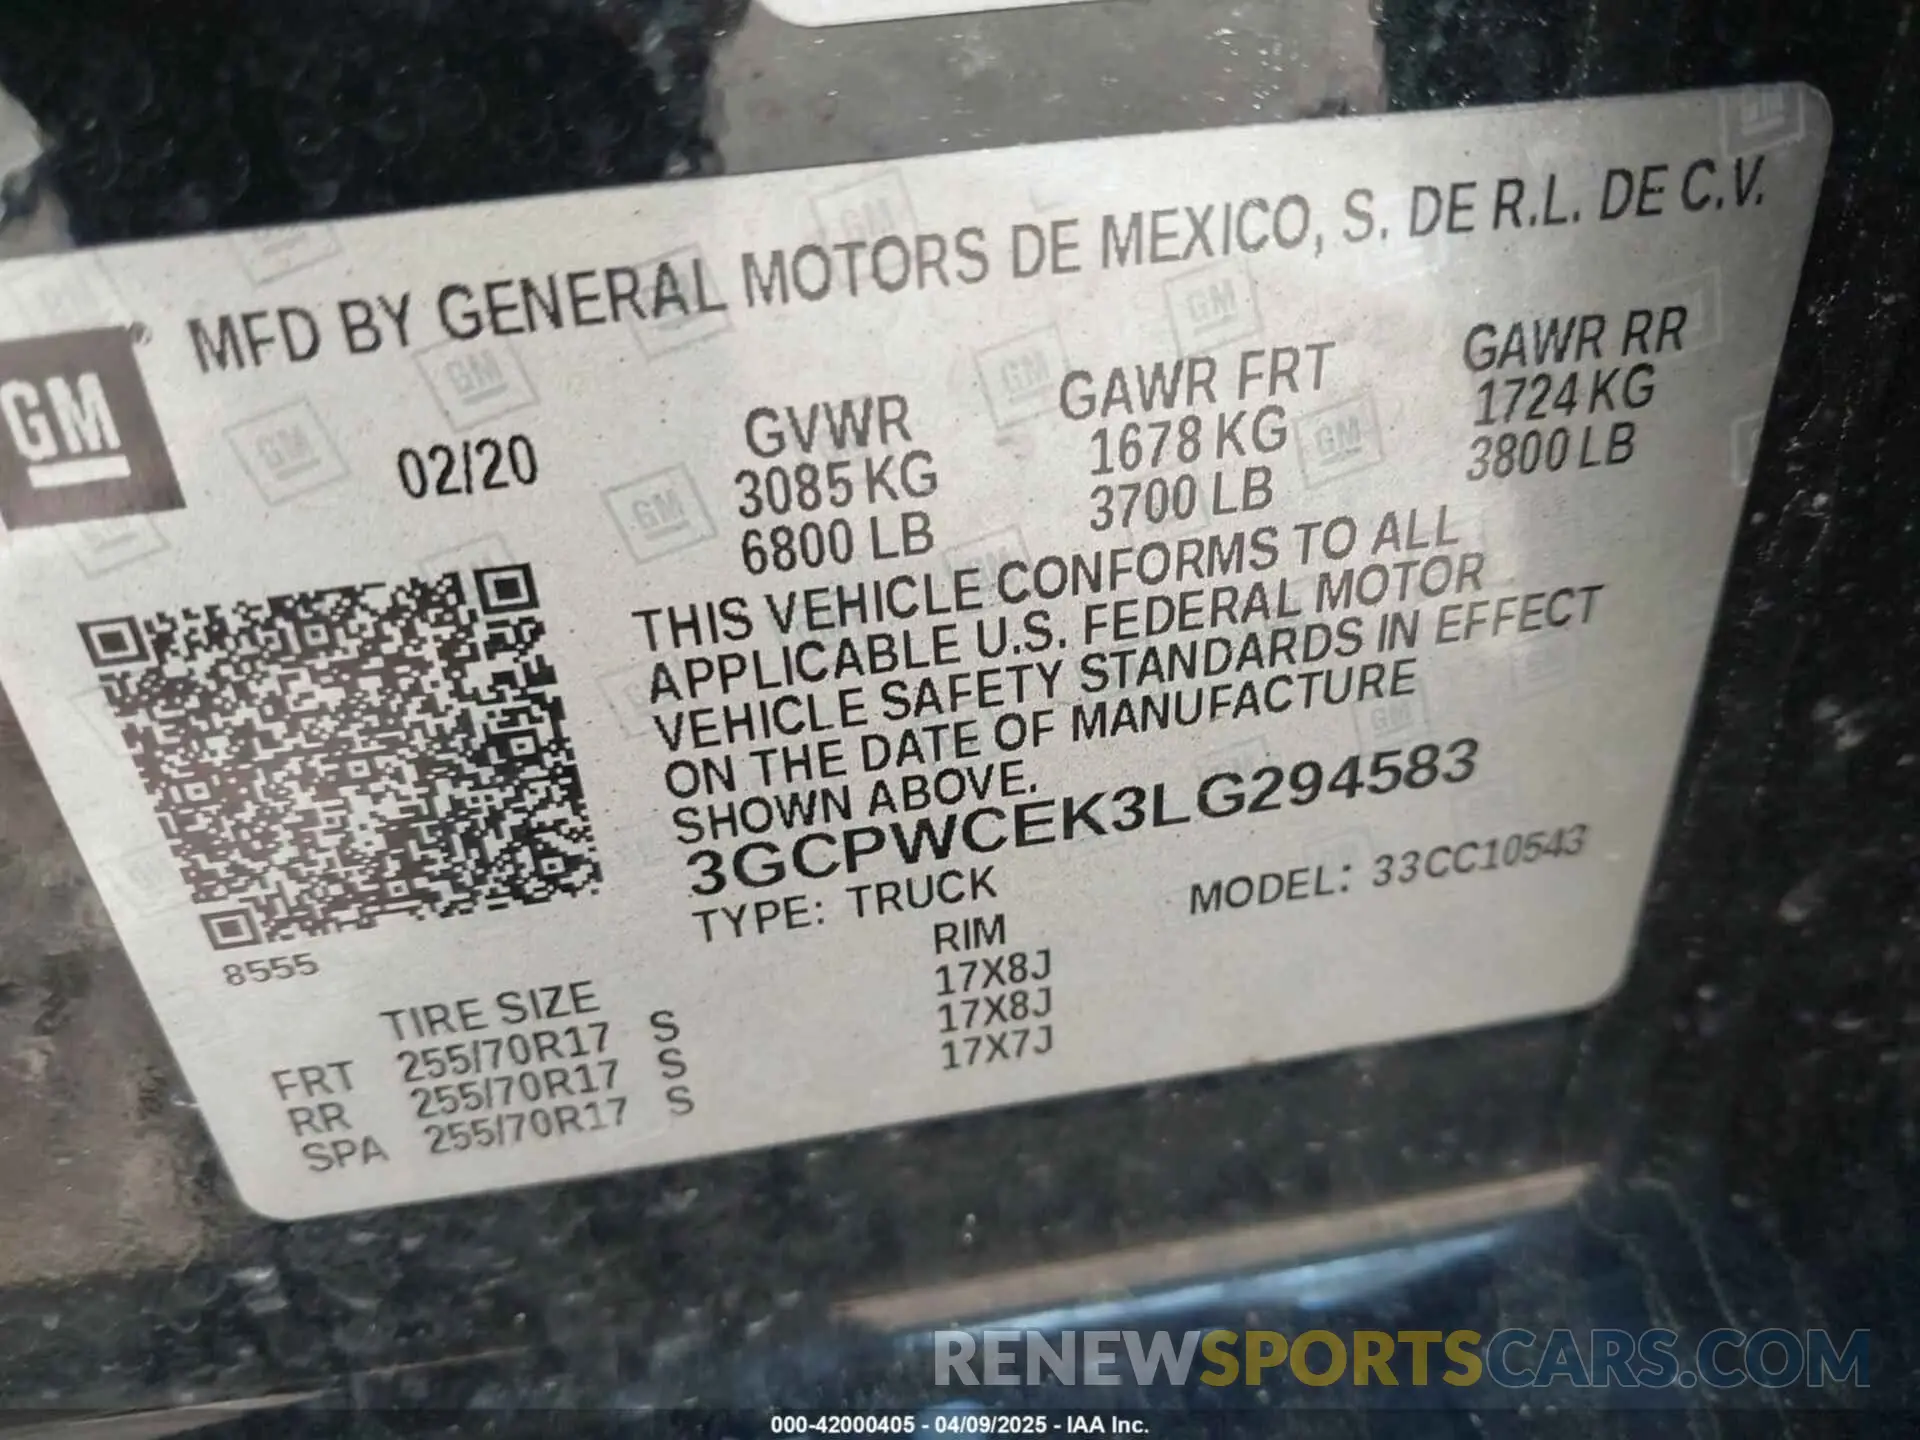 MFD BY GENERAL MOTORS DE MEXICO, S. DE R.L. DE C.V.
GM
02/20
GVWR
3085 KG
6800 LB
GAWR FRT
1678 KG
3700 LB
GAWR RR
1724 KG
3800 LB
THIS VEHICLE CONFORMS TO ALL
APPLICABLE U.S. FEDERAL MOTOR
VEHICLE SAFETY STANDARDS IN EFFECT
ON THE DATE OF MANUFACTURE
SHOWN ABOVE.
3GCPWCEK3LG294583
TYPE: TRUCK
MODEL: 33CC10543
8555
TIRE SIZE
RIM
FRT 255/70R17 S 17X8J
RR 255/70R17 S 17X8J
SPA 255/70R17 S 17X7J
RENEWSPORTSCARS.COM
000-42000405 - 04/09/2025 - IAA Inc.